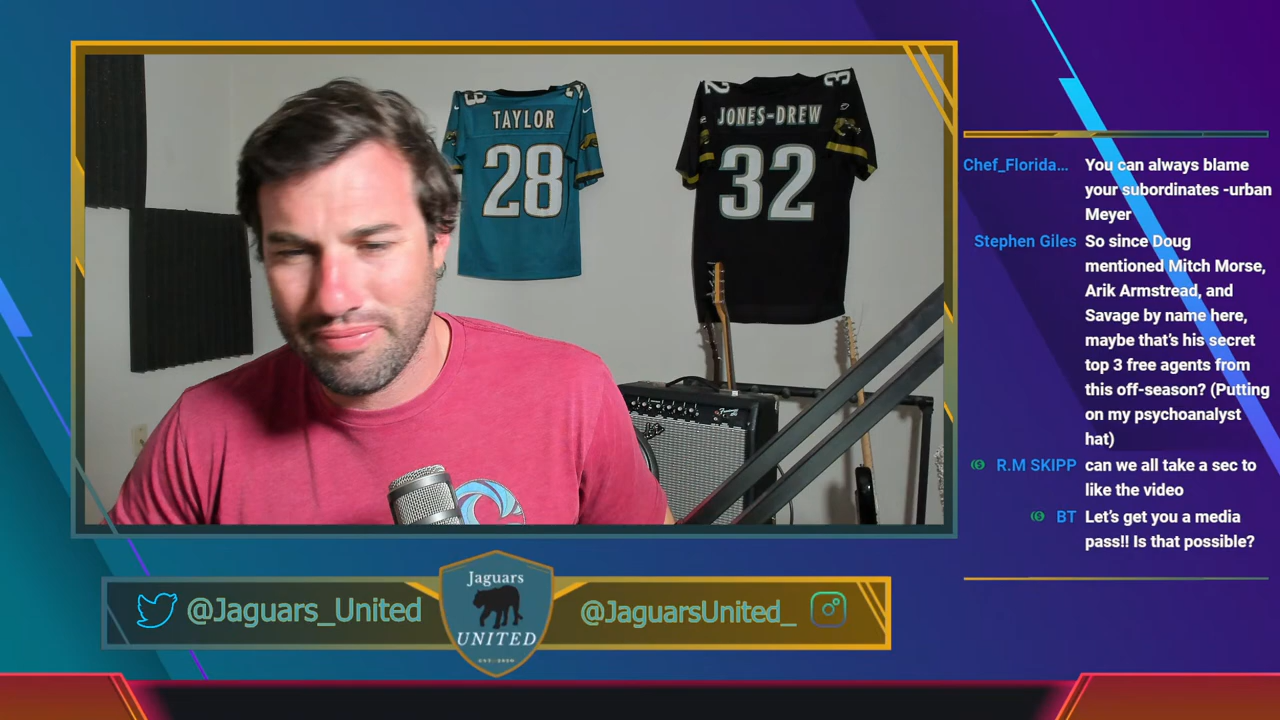 TAYLOR
28
JONES-DREW
32
Chef_Florida... You can always blame
your subordinates -urban
Meyer
Stephen Giles So since Doug
mentioned Mitch Morse,
Arik Armstread, and
Savage by name here,
maybe that's his secret
top 3 free agents from
this off-season? (Putting
on my psychoanalyst
hat)
R.M SKIPP can we all take a sec to
like the video
BT Let's get you a media
pass!! Is that possible?
@Jaguars_United
Jaguars
UNITED
@JaguarsUnited_